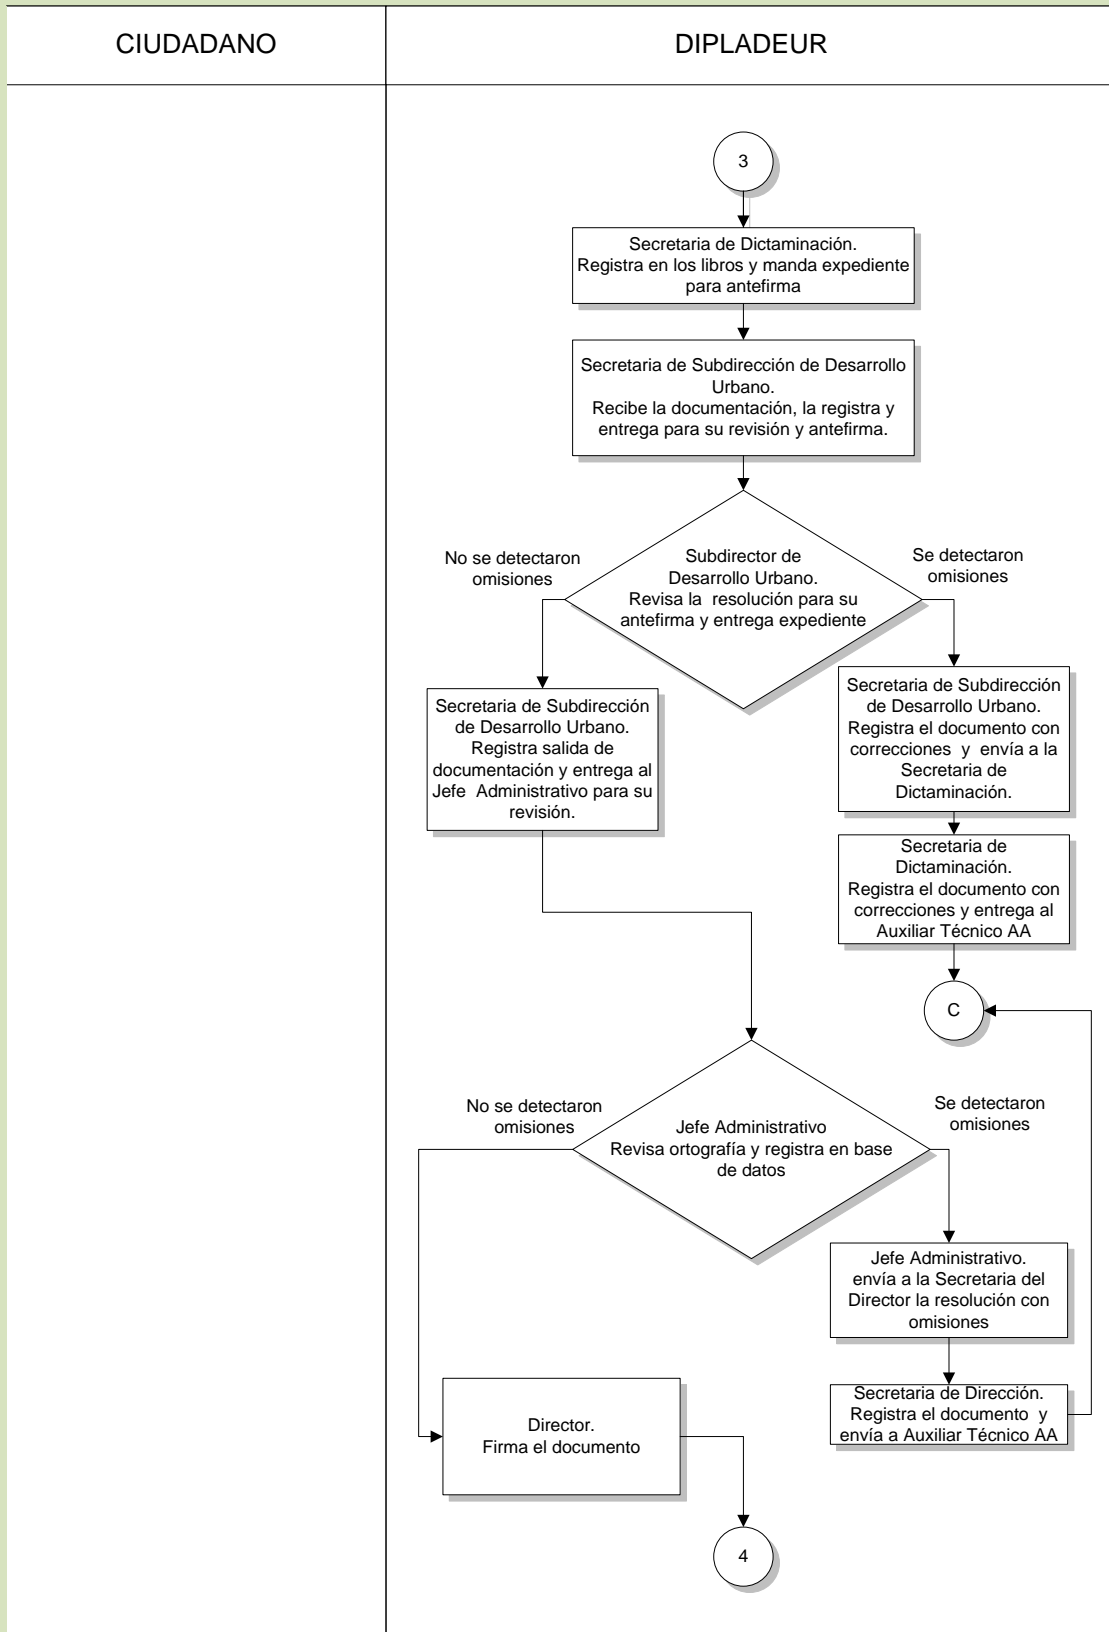 CIUDADANO
DIPLADEUR
3
Secretaria de Dictaminación.
Registra en los libros y manda expediente
para antefirma
Secretaria de Subdirección de Desarrollo
Urbano.
Recibe la documentación, la registra y
entrega para su revisión y antefirma.
No se detectaron
omisiones
Subdirector de
Desarrollo Urbano.
Revisa la resolución para su
antefirma y entrega expediente
Se detectaron
omisiones
Secretaria de Subdirección
de Desarrollo Urbano.
Registra salida de
documentación y entrega al
Jefe Administrativo para su
revisión.
Secretaria de Subdirección
de Desarrollo Urbano.
Registra el documento con
correcciones y envía a la
Secretaria de
Dictaminación.
Secretaria de
Dictaminación.
Registra el documento con
correcciones y entrega al
Auxiliar Técnico AA
C
No se detectaron
omisiones
Jefe Administrativo
Revisa ortografía y registra en base
de datos
Se detectaron
omisiones
Jefe Administrativo.
envía a la Secretaria del
Director la resolución con
omisiones
Secretaria de Dirección.
Registra el documento y
envía a Auxiliar Técnico AA
Director.
Firma el documento
4